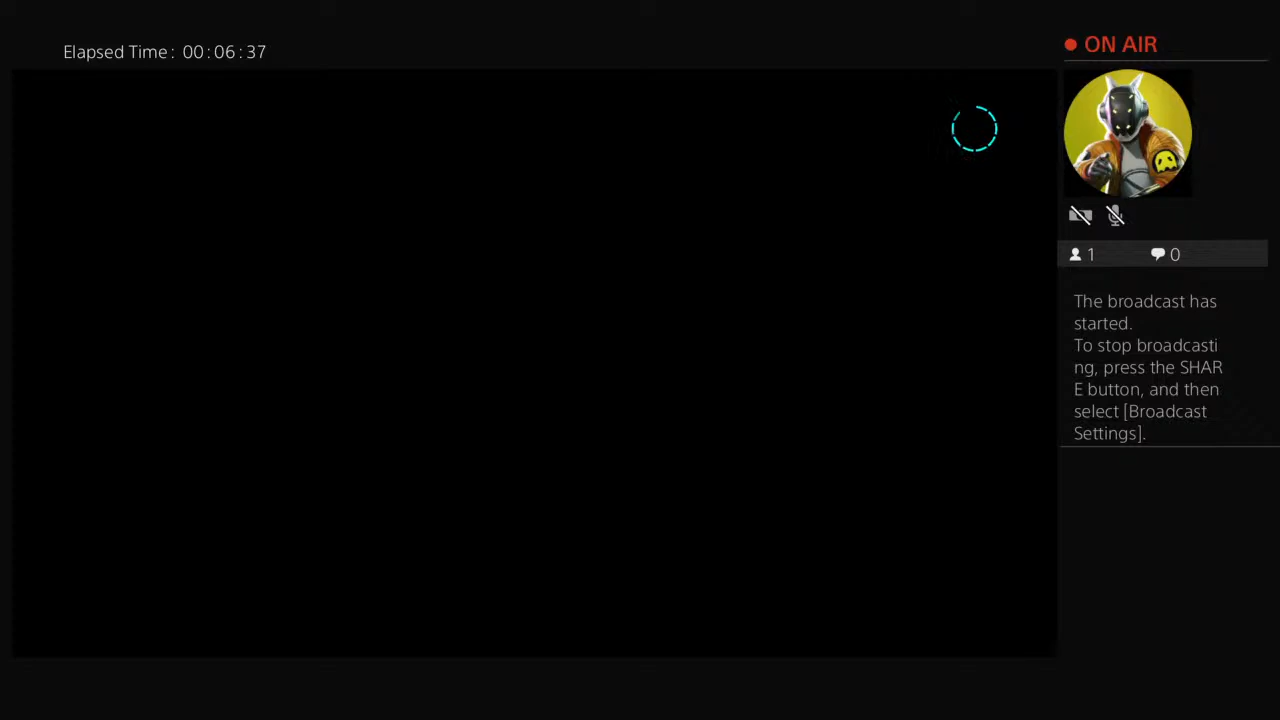 Elapsed Time: 00:06:37
ON AIR
1 0
The broadcast has
started.
To stop broadcasti
ng, press the SHAR
E button, and then
select [Broadcast
Settings].